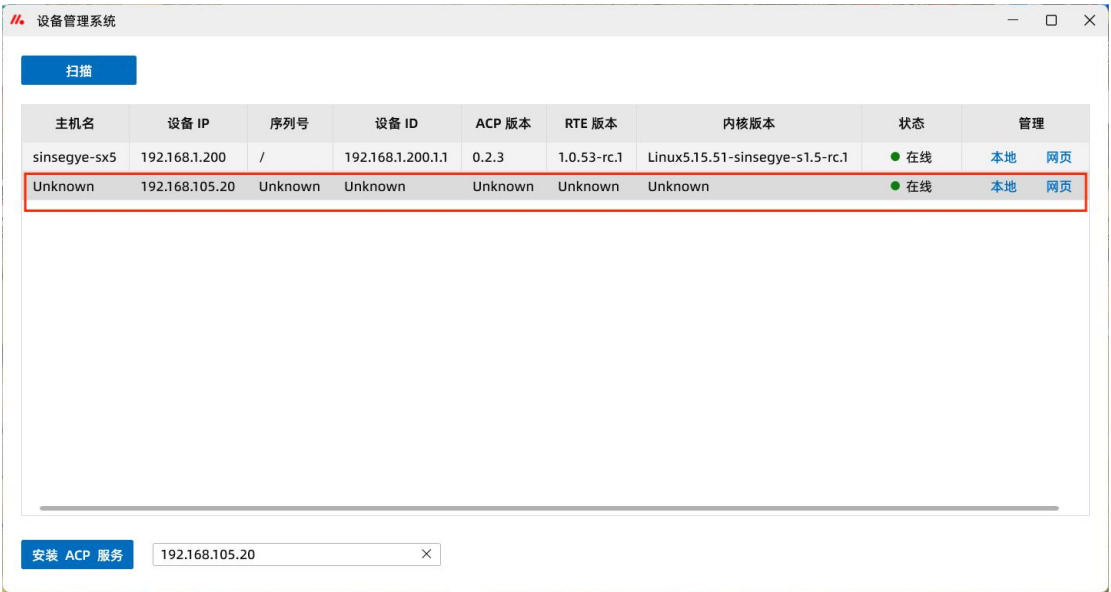 设备管理系统
扫描
主机名 设备 IP 序列号 设备 ID ACP 版本 RTE 版本 内核版本 状态 管理
sinsegye-sx5 192.168.1.200 / 192.168.1.200.1.1 0.2.3 1.0.53-rc.1 Linux5.15.51-sinsegye-s1.5-rc.1 在线 本地 网页
Unknown 192.168.105.20 Unknown Unknown Unknown Unknown Unknown 在线 本地 网页
安装 ACP 服务 192.168.105.20